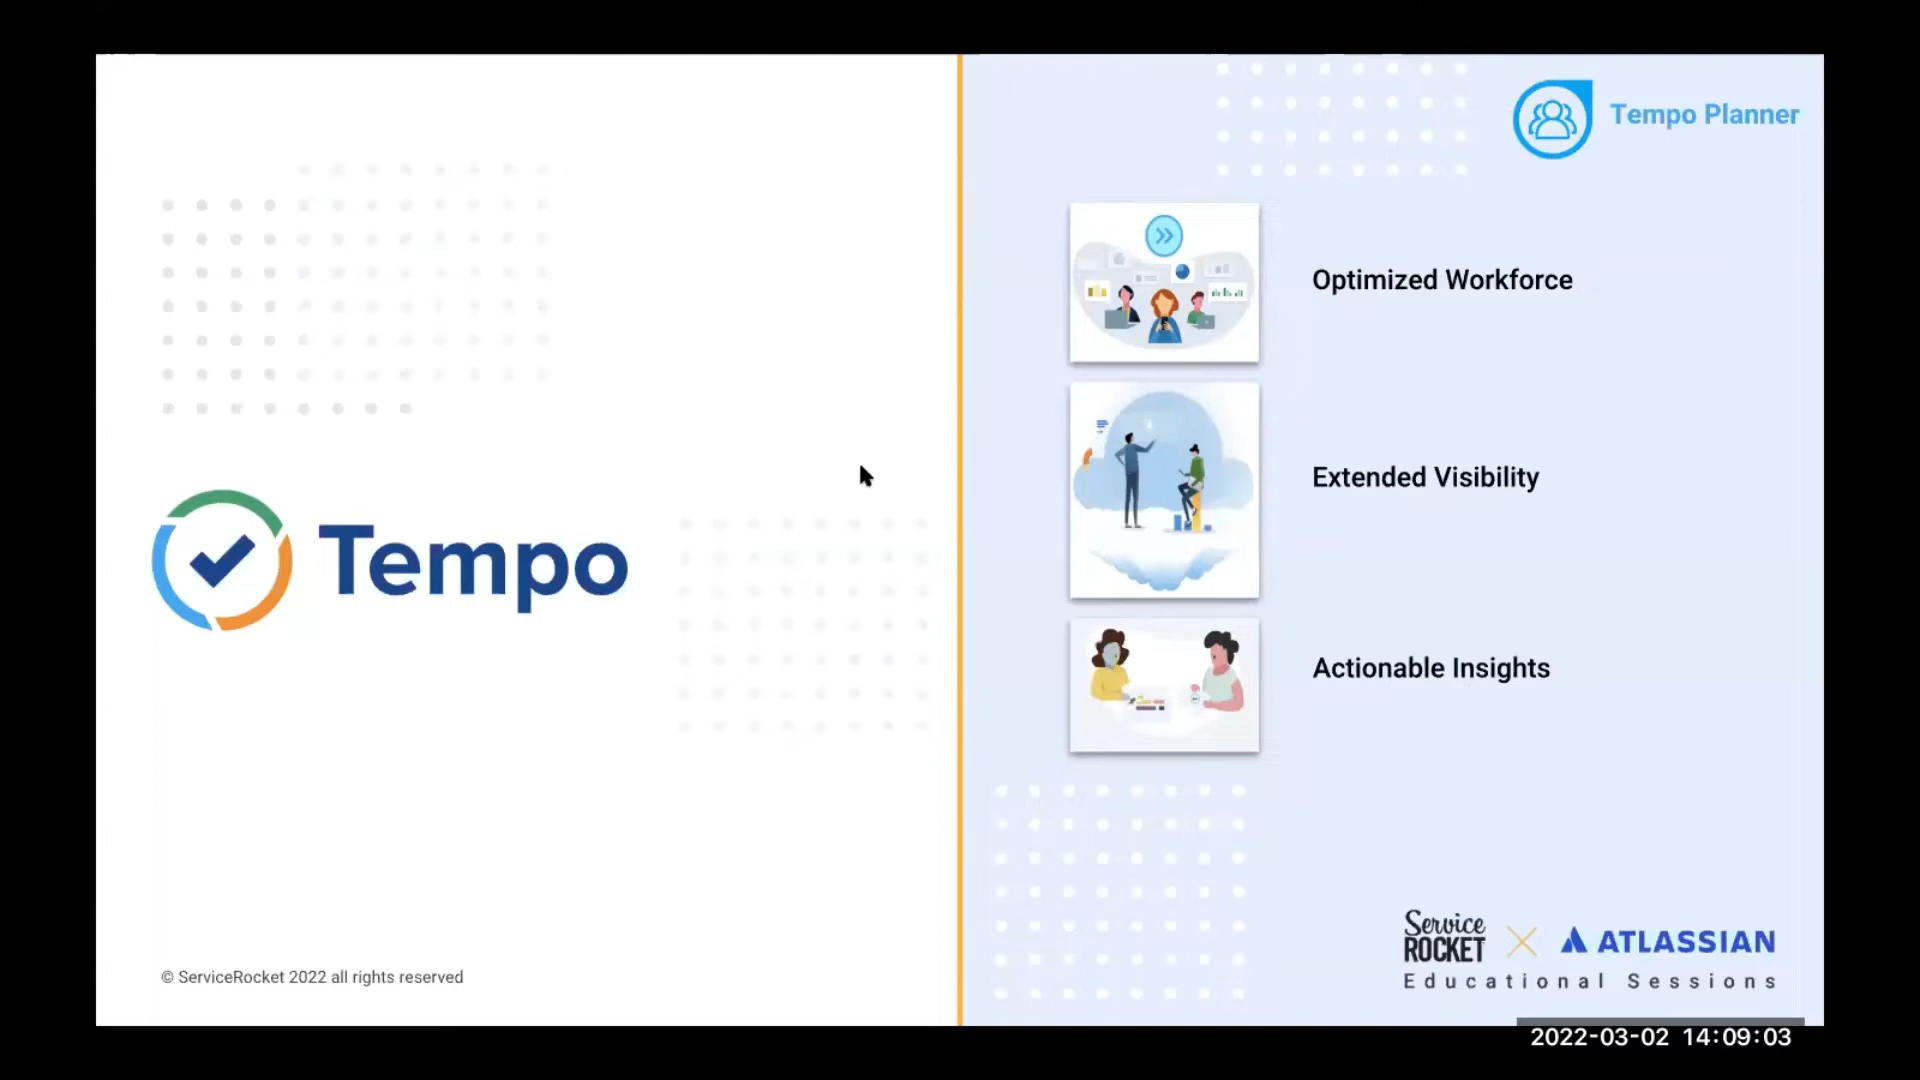 Tempo Planner
Optimized Workforce
Extended Visibility
Tempo
Actionable Insights
Service
ROCKET
ATLASSIAN
Educational Sessions
© ServiceRocket 2022 all rights reserved
2022-03-02 14:09:03